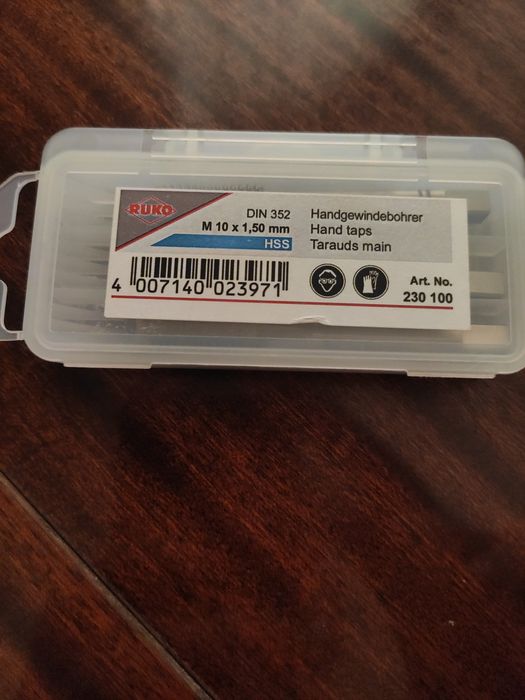 RUKO
DIN 352
M 10 x 1,50 mm
HSS
Handgewindebohrer
Hand taps
Tarauds main
4 007140 023971
Art. No.
230 100